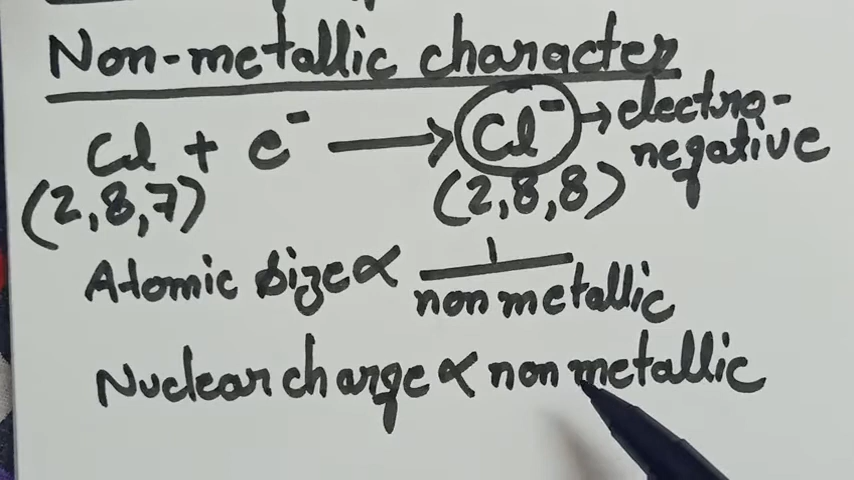 Non-metallic character
Cl + e⁻ ⟶ Cl⁻ → electro-
negative
(2,8,7) (2,8,8)
Atomic size ∝ 1
non metallic
Nuclear charge ∝ non metallic